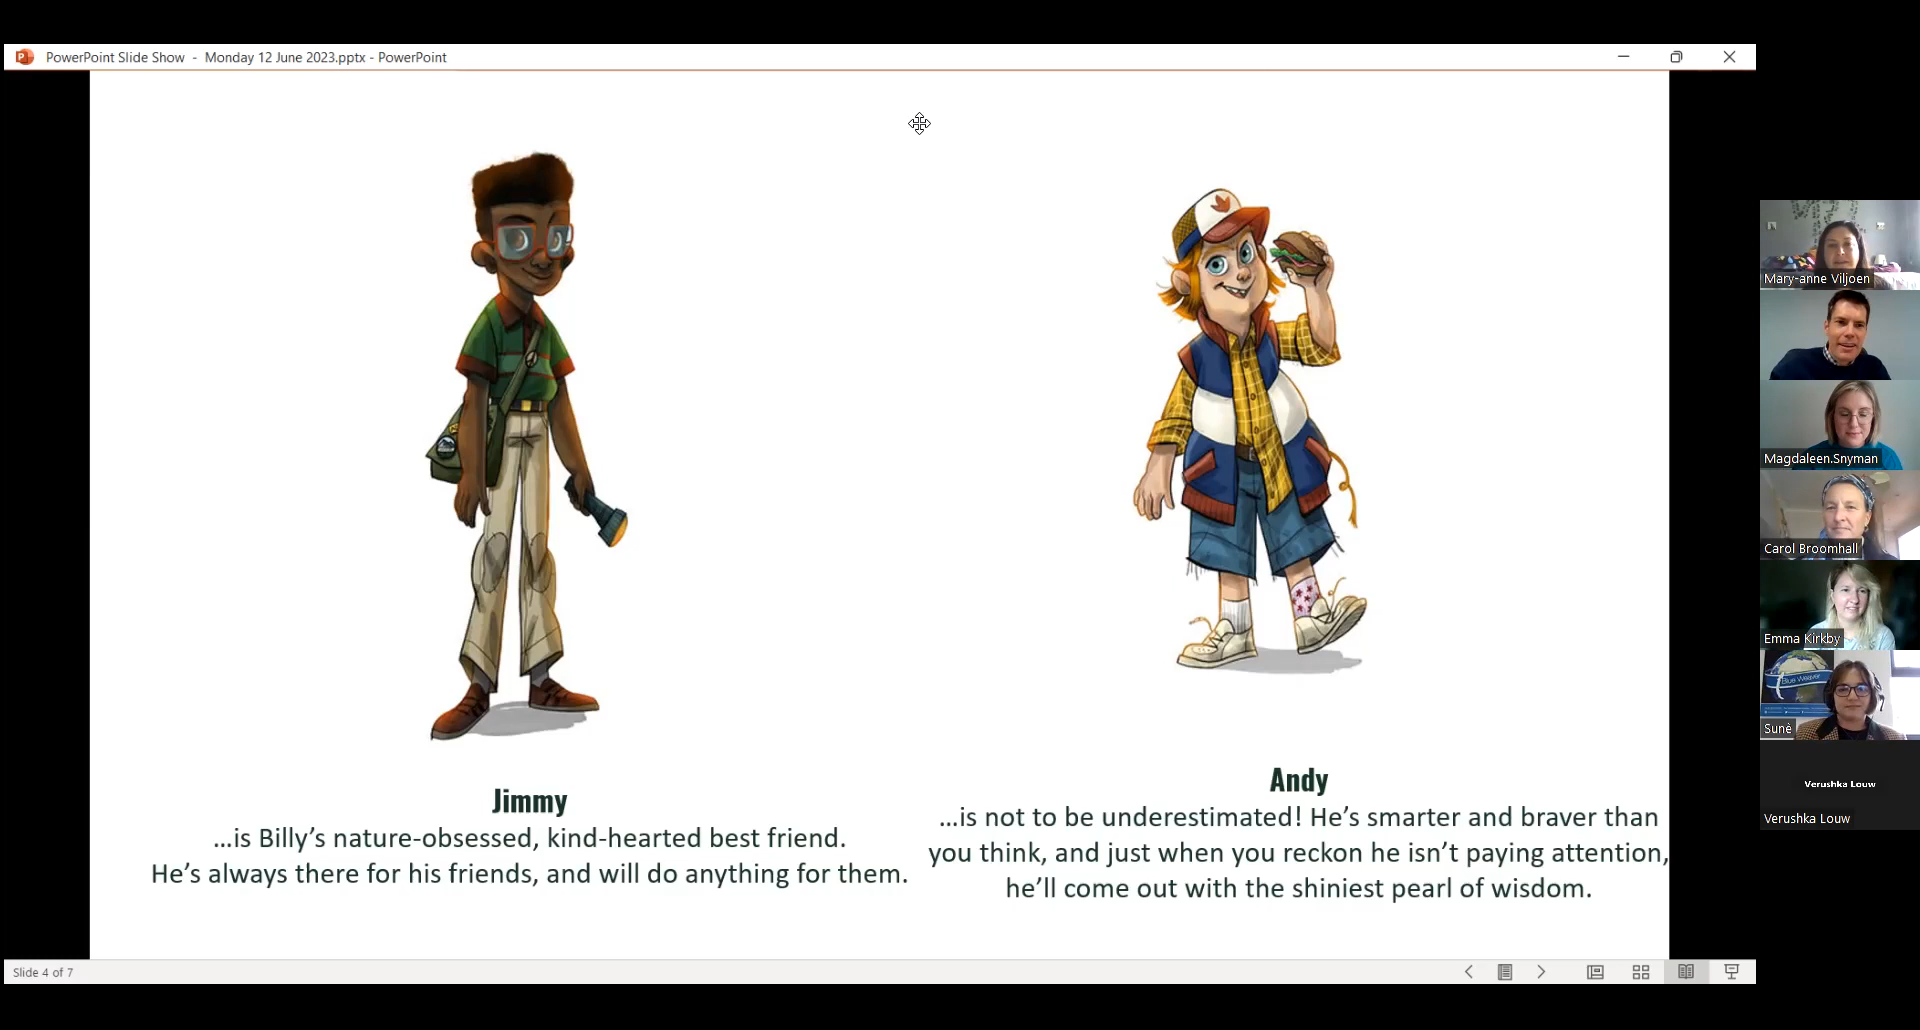 PowerPoint Slide Show - Monday 12 June 2023.pptx - PowerPoint
Jimmy
...is Billy’s nature-obsessed, kind-hearted best friend.
He’s always there for his friends, and will do anything for them.
Andy
...is not to be underestimated! He’s smarter and braver than
you think, and just when you reckon he isn’t paying attention,
he’ll come out with the shiniest pearl of wisdom.
Slide 4 of 7
Mary-anne Viljoen
Magdaleen.Snyman
Carol Broomhall
Emma Kirkby
Blue Weaver
Sunè
Verushka Louw
Verushka Louw